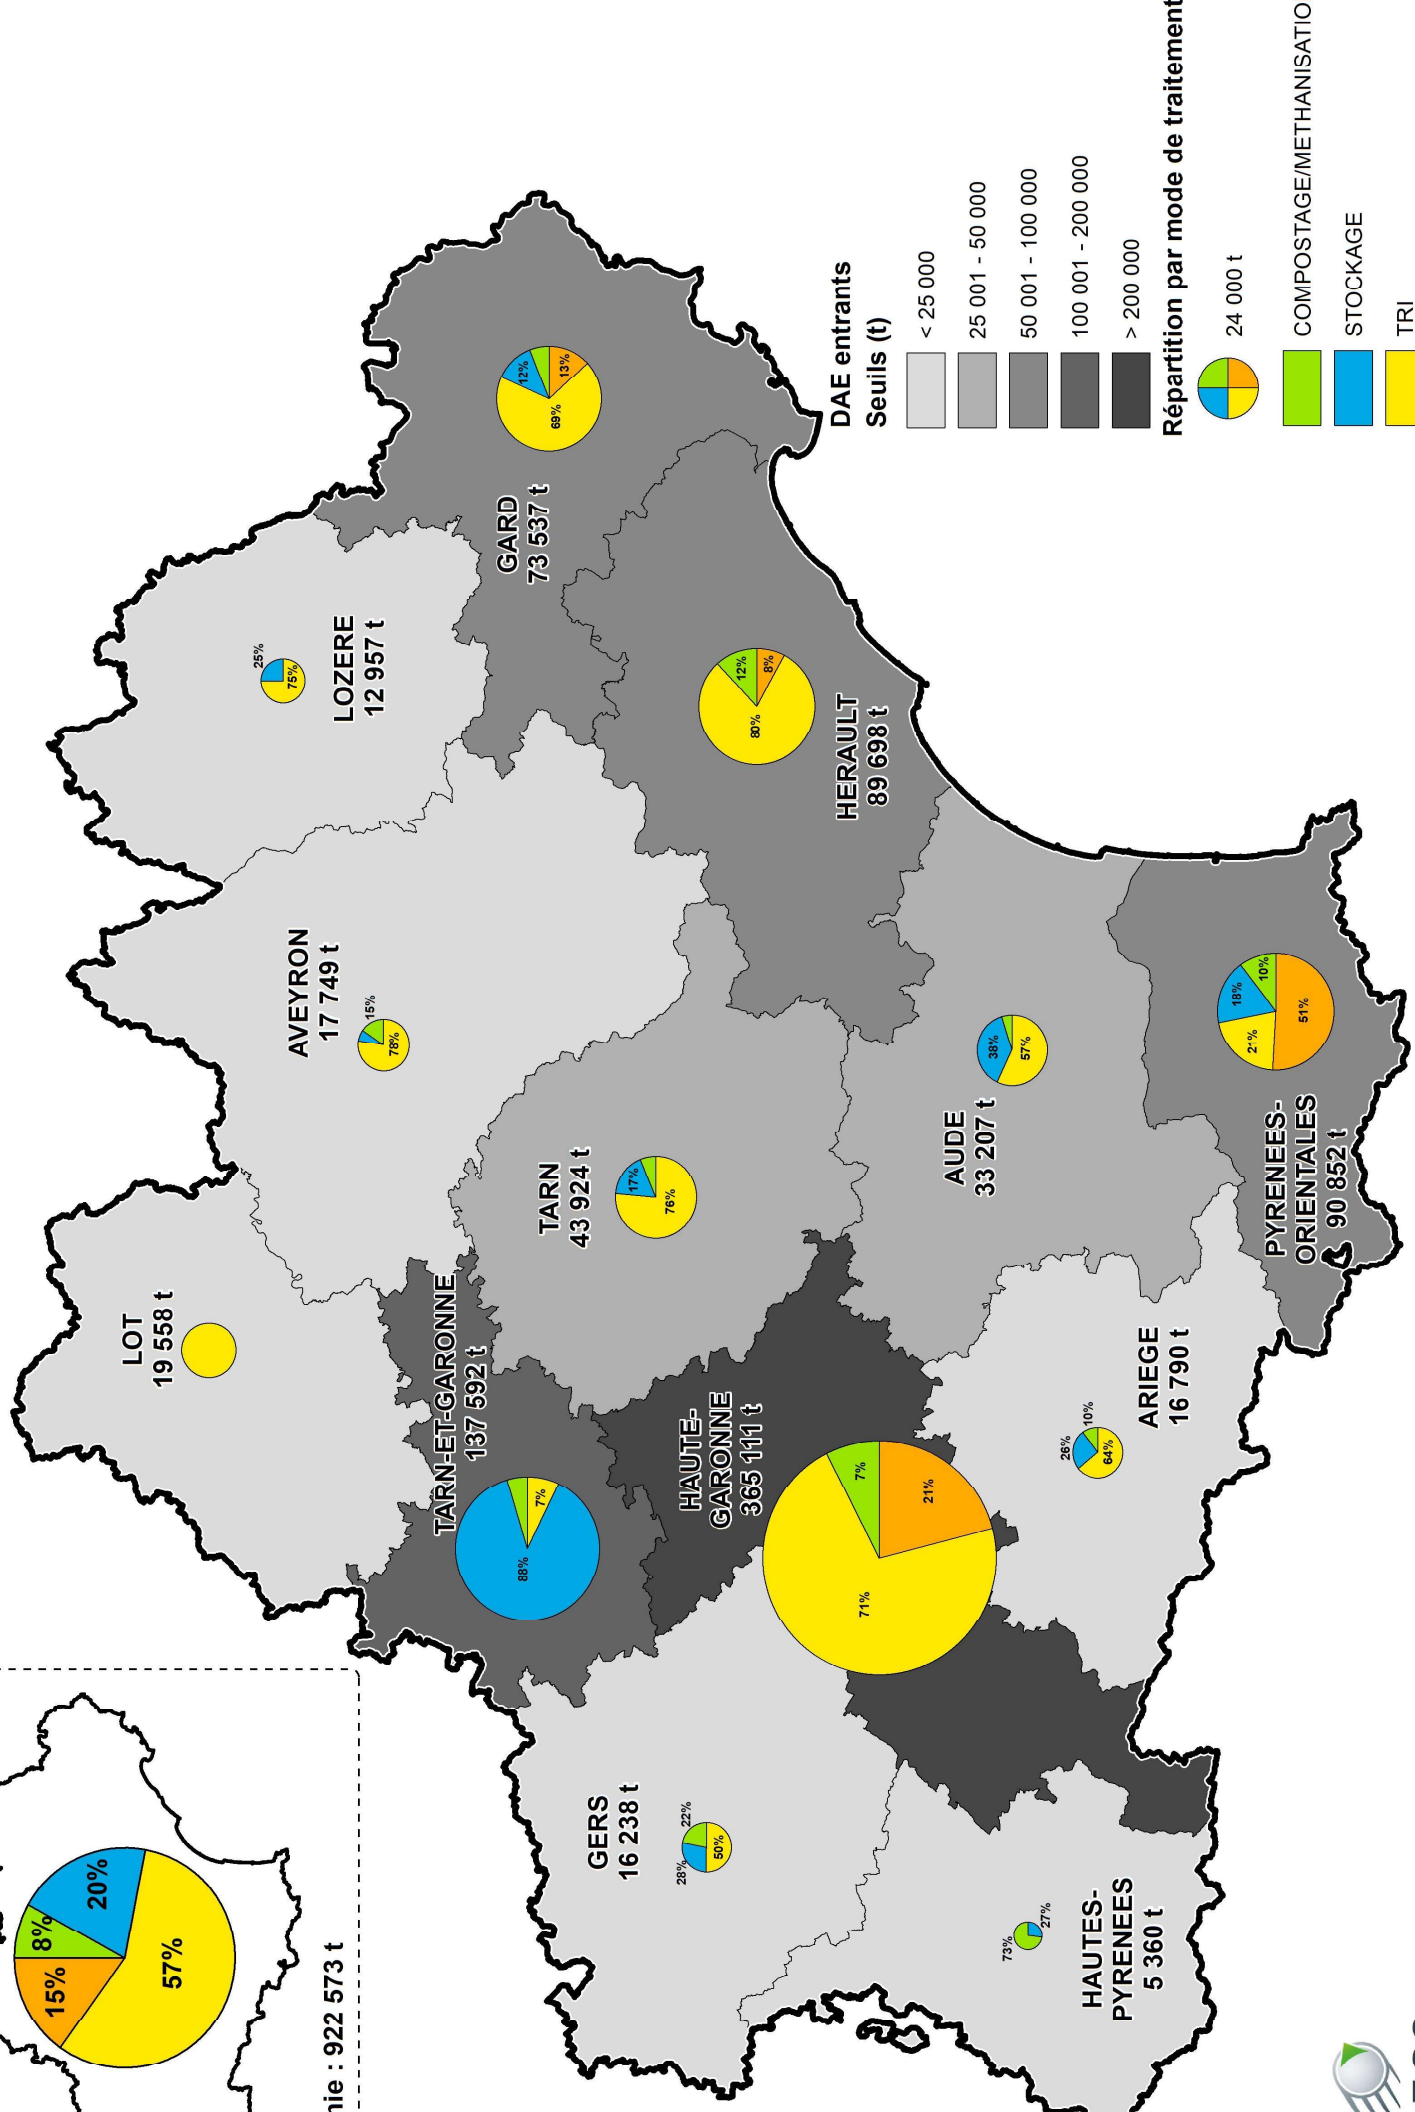 15%
8%
20%
57%
nie : 922 573 t
LOT
19 558 t
AVEYRON
17 749 t
15%
78%
LOZERE
12 957 t
25%
75%
GARD
73 537 t
12%
13%
69%
TARN-ET-GARONNE
137 592 t
88%
7%
TARN
43 924 t
17%
76%
HERAULT
89 698 t
12%
8%
80%
GERS
16 238 t
28%
22%
50%
HAUTE-
GARONNE
365 111 t
7%
21%
71%
AUDE
33 207 t
38%
57%
HAUTES-
PYRENEES
5 360 t
73%
27%
ARIEGE
16 790 t
26%
10%
64%
PYRENEES-
ORIENTALES
90 852 t
18%
10%
21%
51%
DAE entrants
Seuils (t)
< 25 000
25 001 - 50 000
50 001 - 100 000
100 001 - 200 000
> 200 000
Répartition par mode de traitement
24 000 t
COMPOSTAGE/METHANISATIO
STOCKAGE
TRI